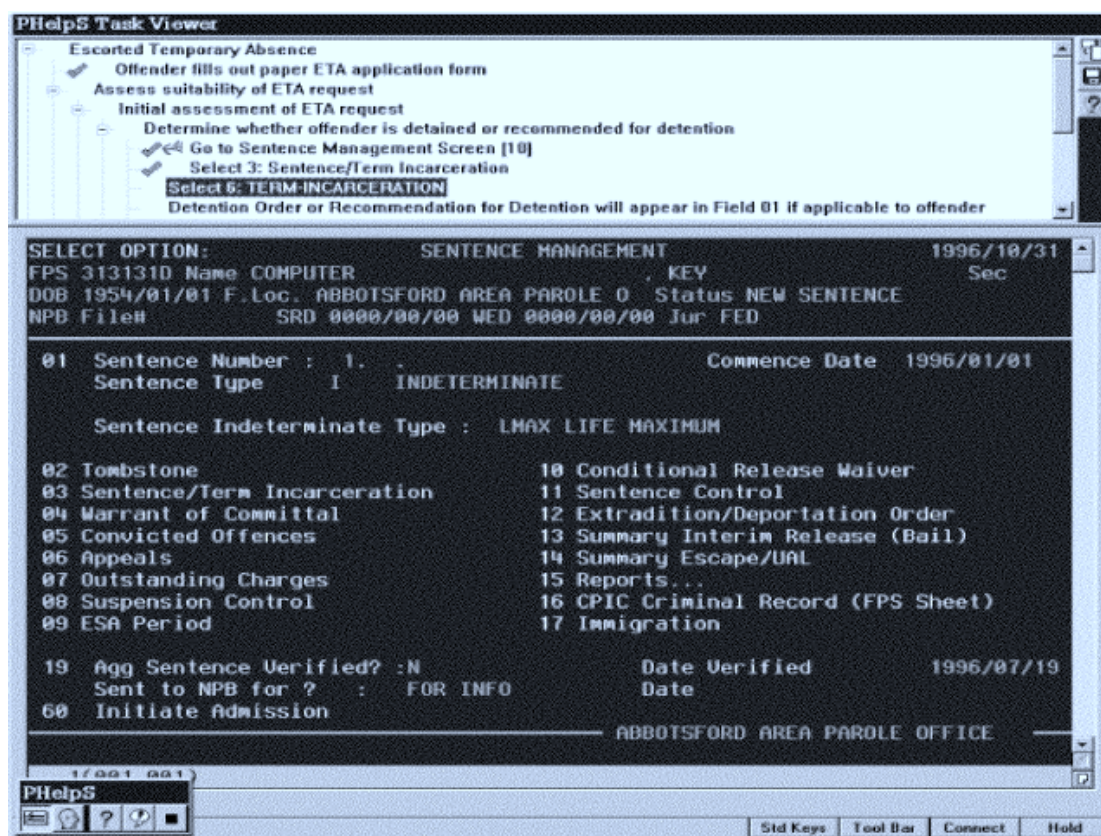 PHelpS Task Viewer
Escorted Temporary Absence
Offender fills out paper ETA application form
Assess suitability of ETA request
Initial assessment of ETA request
Determine whether offender is detained or recommended for detention
Go to Sentence Management Screen [10]
Select 3: Sentence/Term Incarceration
Select 6: TERM-INCARCERATION
Detention Order or Recommendation for Detention will appear in Field 01 if applicable to offender
SELECT OPTION: SENTENCE MANAGEMENT 1996/10/31
FPS 313131D Name COMPUTER , KEY Sec
DOB 1954/01/01 F.Loc. ABBOTSFORD AREA PAROLE O Status NEW SENTENCE
NPB File# SRD 0000/00/00 WED 0000/00/00 Jur FED
01 Sentence Number : 1. . Commence Date 1996/01/01
Sentence Type I INDETERMINATE
Sentence Indeterminate Type : LMAX LIFE MAXIMUM
02 Tombstone 10 Conditional Release Waiver
03 Sentence/Term Incarceration 11 Sentence Control
04 Warrant of Committal 12 Extradition/Deportation Order
05 Convicted Offences 13 Summary Interim Release (Bail)
06 Appeals 14 Summary Escape/UAL
07 Outstanding Charges 15 Reports...
08 Suspension Control 16 CPIC Criminal Record (FPS Sheet)
09 ESA Period 17 Immigration
19 Agg Sentence Verified? :N Date Verified 1996/07/19
Sent to NPB for ? : FOR INFO Date
60 Initiate Admission
ABBOTSFORD AREA PAROLE OFFICE
1(001,001)
PHelpS
Std Keys Tool Bar Connect Hold